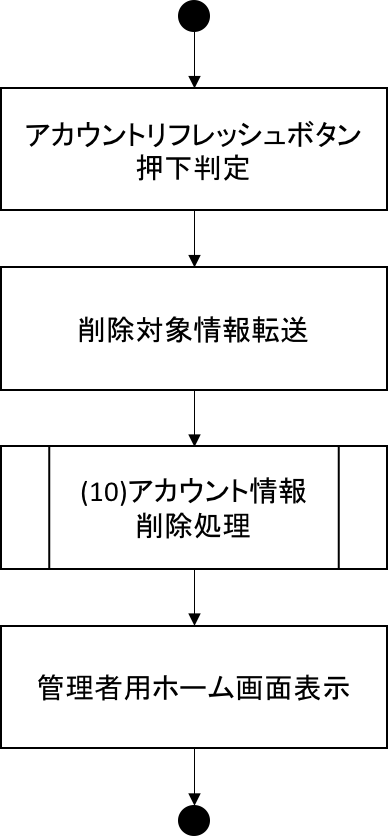 アカウントリフレッシュボタン
押下判定
削除対象情報転送
(10)アカウント情報
削除処理
管理者用ホーム画面表示